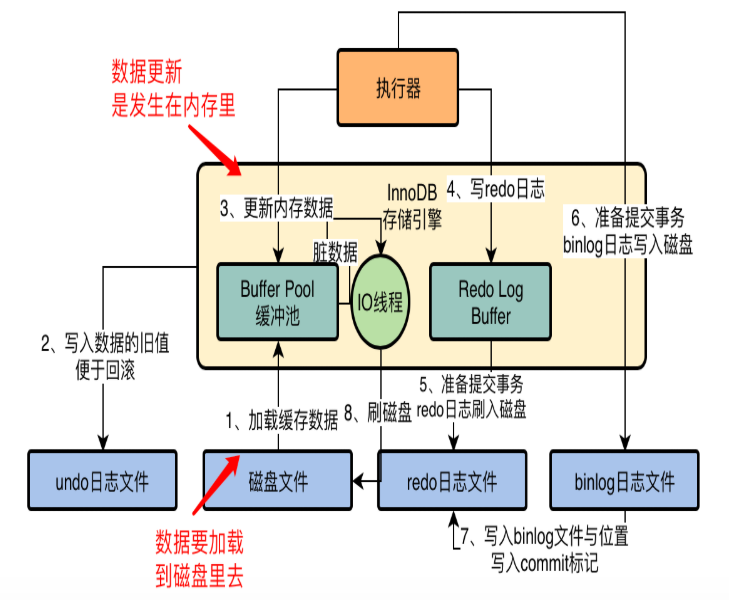 数据更新
是发生在内存里
执行器
InnoDB
存储引擎
3、更新内存数据
4、写redo日志
6、准备提交事务
binlog日志写入磁盘
脏数据
Buffer Pool
缓冲池
IO线程
Redo Log
Buffer
2、写入数据的旧值
便于回滚
1、加载缓存数据
8、刷磁盘
5、准备提交事务
redo日志刷入磁盘
undo日志文件
磁盘文件
redo日志文件
binlog日志文件
数据要加载
到磁盘里去
7、写入binlog文件与位置
写入commit标记